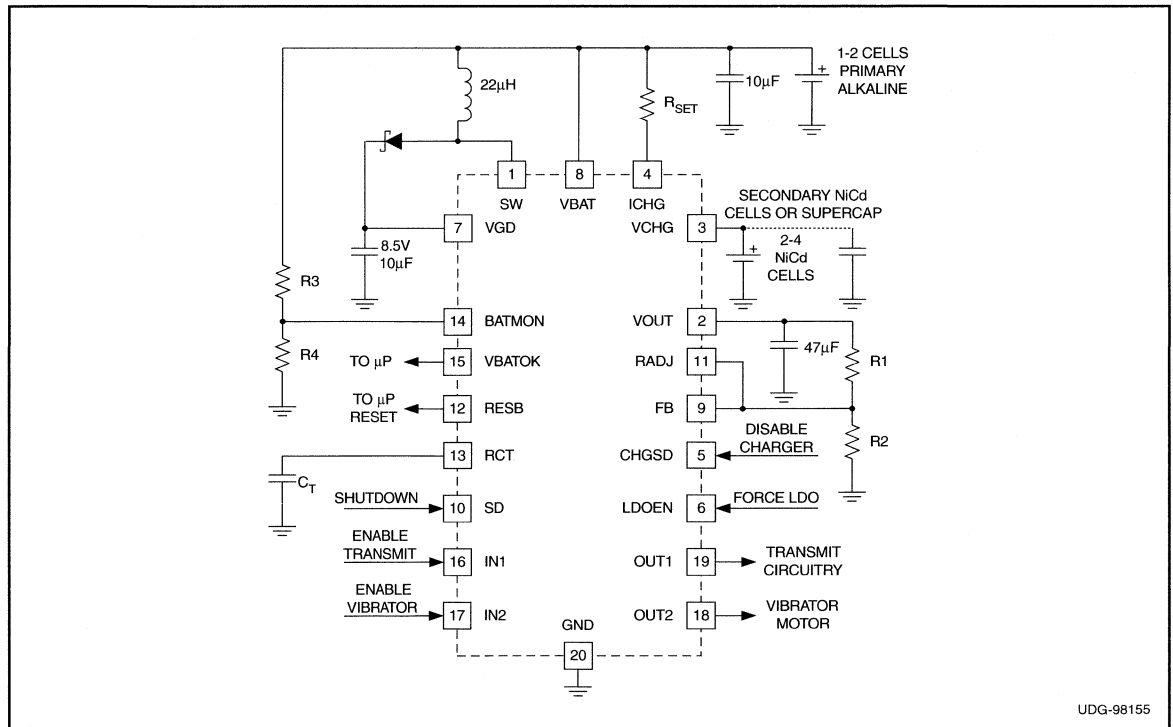 1-2 CELLS
PRIMARY
ALKALINE
+
10µF
22µH
RSET
1
8
4
SW
VBAT
ICHG
SECONDARY NiCd
CELLS OR SUPERCAP
7
VGD
VCHG
3
8.5V
10µF
+
2-4
NiCd
CELLS
R3
14
BATMON
VOUT
2
R4
TO µP
15
VBATOK
RADJ
11
47µF
R1
TO µP
RESET
12
RESB
FB
9
R2
13
RCT
CHGSD
5
DISABLE
CHARGER
CT
SHUTDOWN
10
SD
LDOEN
6
FORCE LDO
ENABLE
TRANSMIT
16
IN1
OUT1
19
TRANSMIT
CIRCUITRY
ENABLE
VIBRATOR
17
IN2
OUT2
18
VIBRATOR
MOTOR
GND
20
UDG-98155